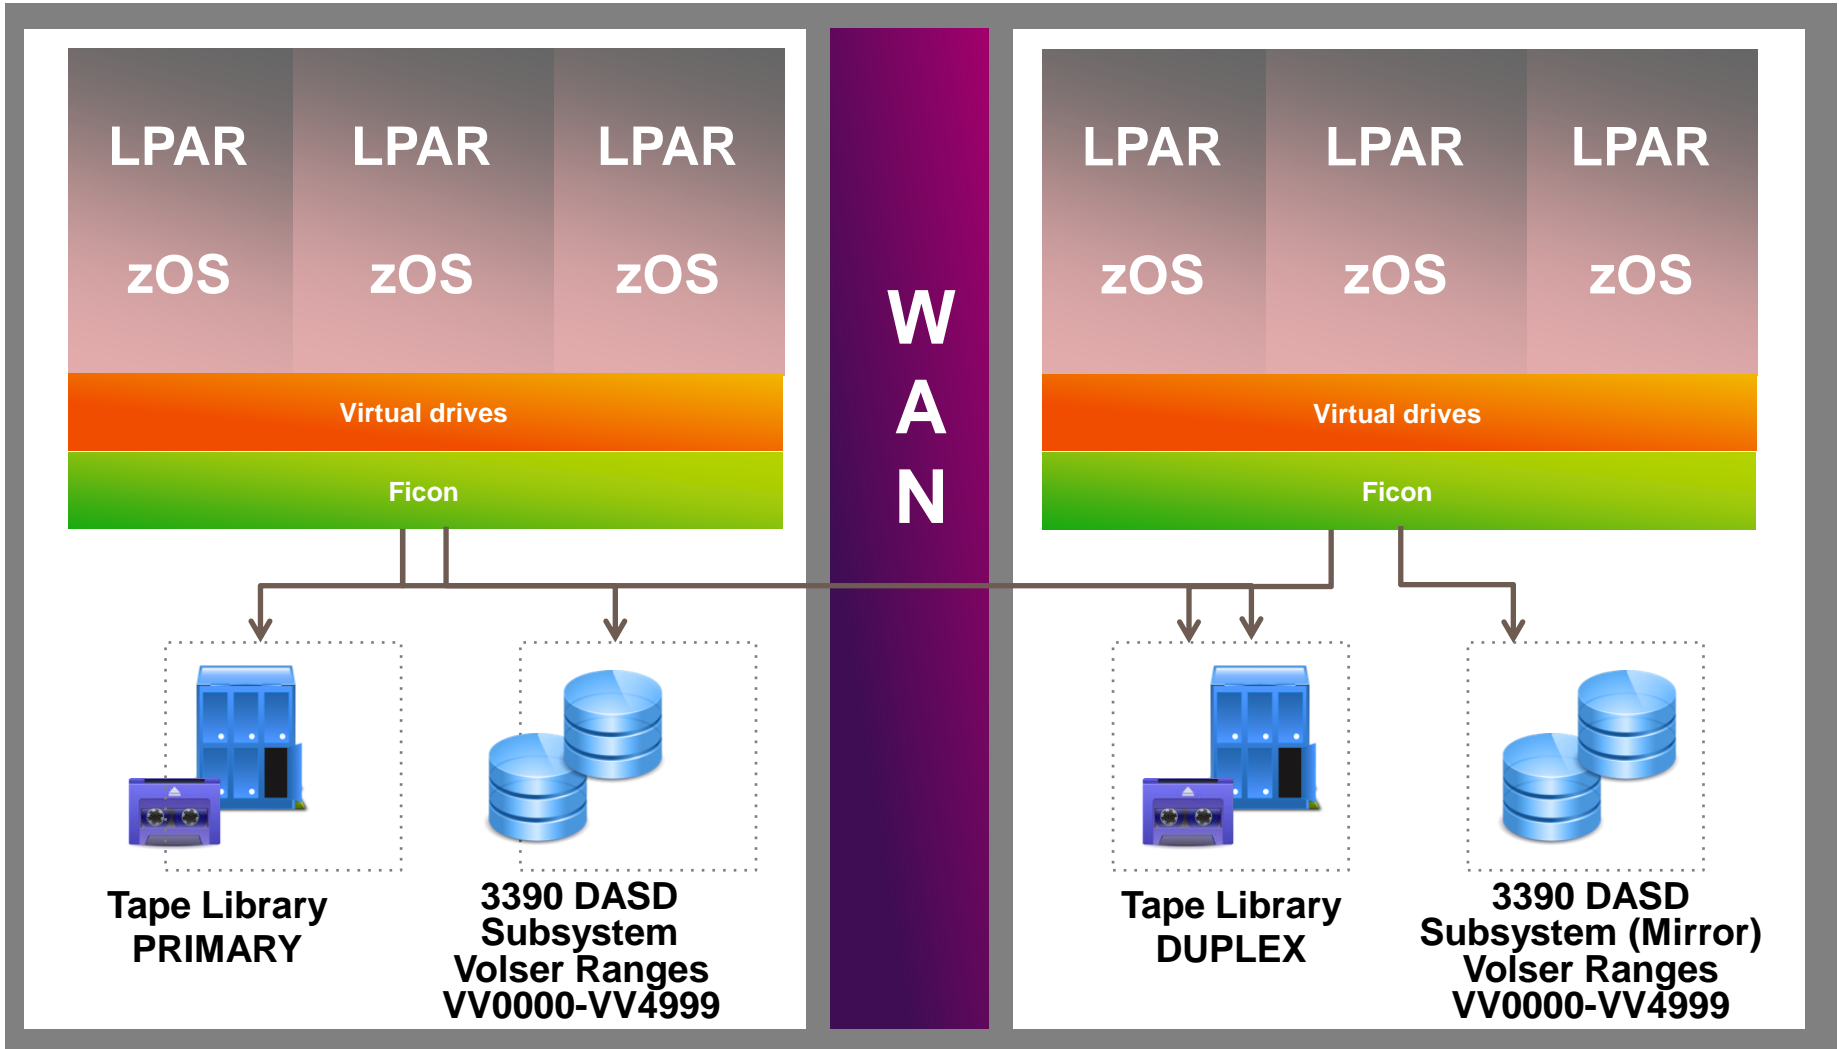 LPAR LPAR LPAR
zOS zOS zOS
Virtual drives
Ficon
Tape Library
PRIMARY
3390 DASD
Subsystem
Volser Ranges
VV0000-VV4999
W
A
N
LPAR LPAR LPAR
zOS zOS zOS
Virtual drives
Ficon
Tape Library
DUPLEX
3390 DASD
Subsystem (Mirror)
Volser Ranges
VV0000-VV4999